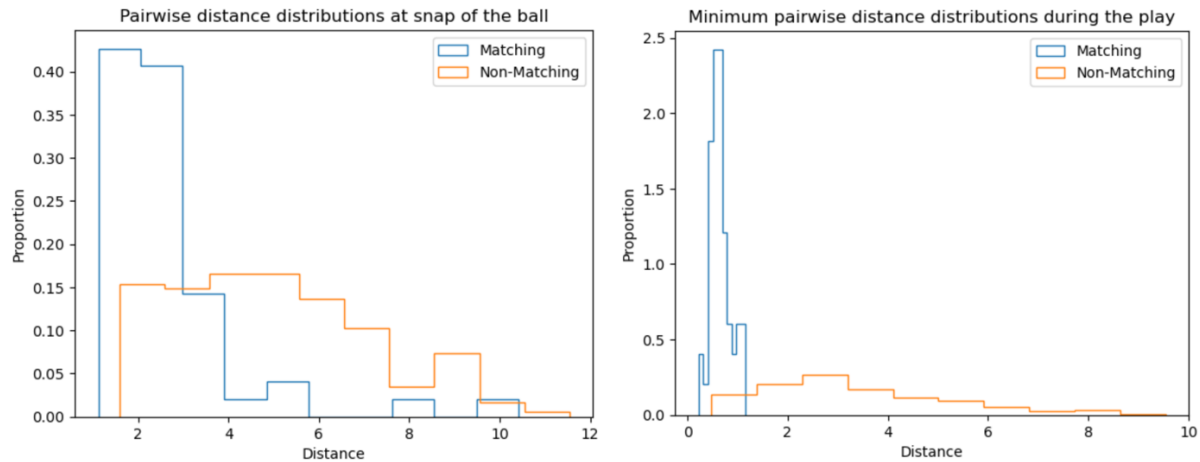 Pairwise distance distributions at snap of the ball
Matching
Non-Matching
0.40
0.35
0.30
0.25
0.20
0.15
0.10
0.05
0.00
Proportion
2 4 6 8 10 12
Distance
Minimum pairwise distance distributions during the play
Matching
Non-Matching
2.5
2.0
1.5
1.0
0.5
0.0
Proportion
0 2 4 6 8 10
Distance